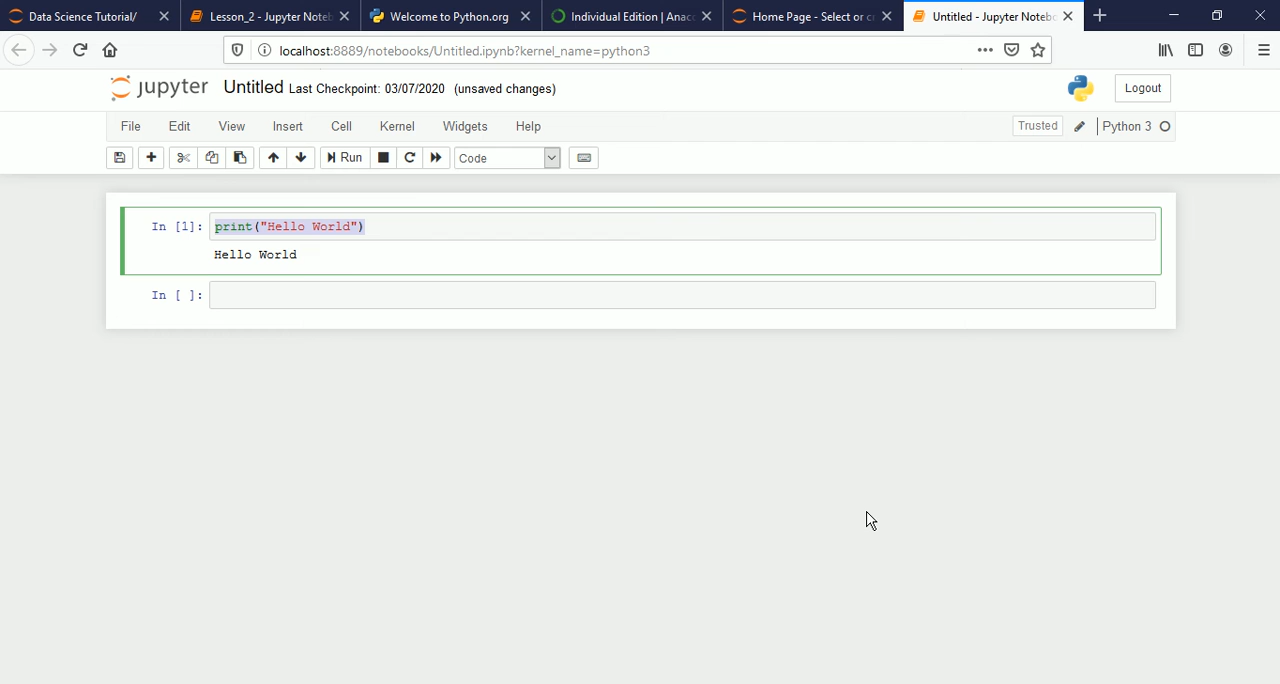 Data Science Tutorial/
Lesson_2 - Jupyter Noteb
Welcome to Python.org
Individual Edition | Anac
Home Page - Select or cr
Untitled - Jupyter Notebo
localhost:8889/notebooks/Untitled.ipynb?kernel_name=python3
jupyter Untitled Last Checkpoint: 03/07/2020 (unsaved changes)
Logout
File Edit View Insert Cell Kernel Widgets Help
Trusted
Python 3
Run
Code
In [1]: print("Hello World")
Hello World
In [ ]: